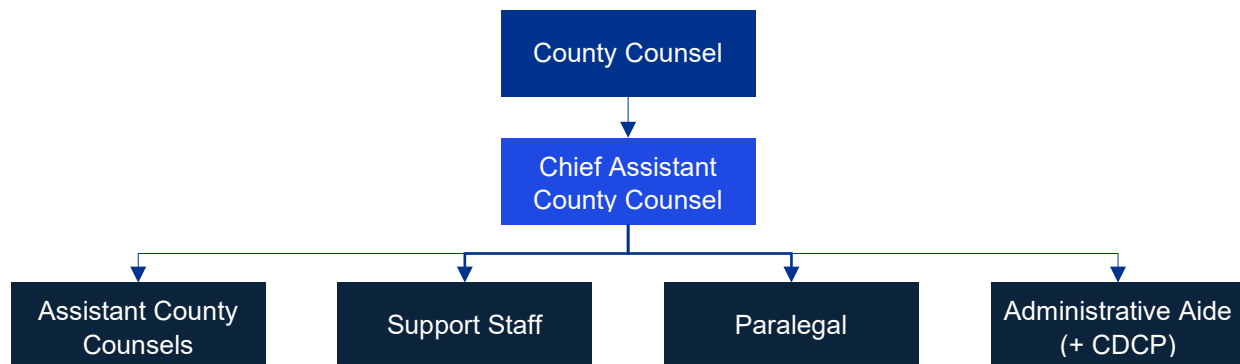 County Counsel
Chief Assistant
County Counsel
Assistant County
Counsels
Support Staff
Paralegal
Administrative Aide
(+ CDCP)